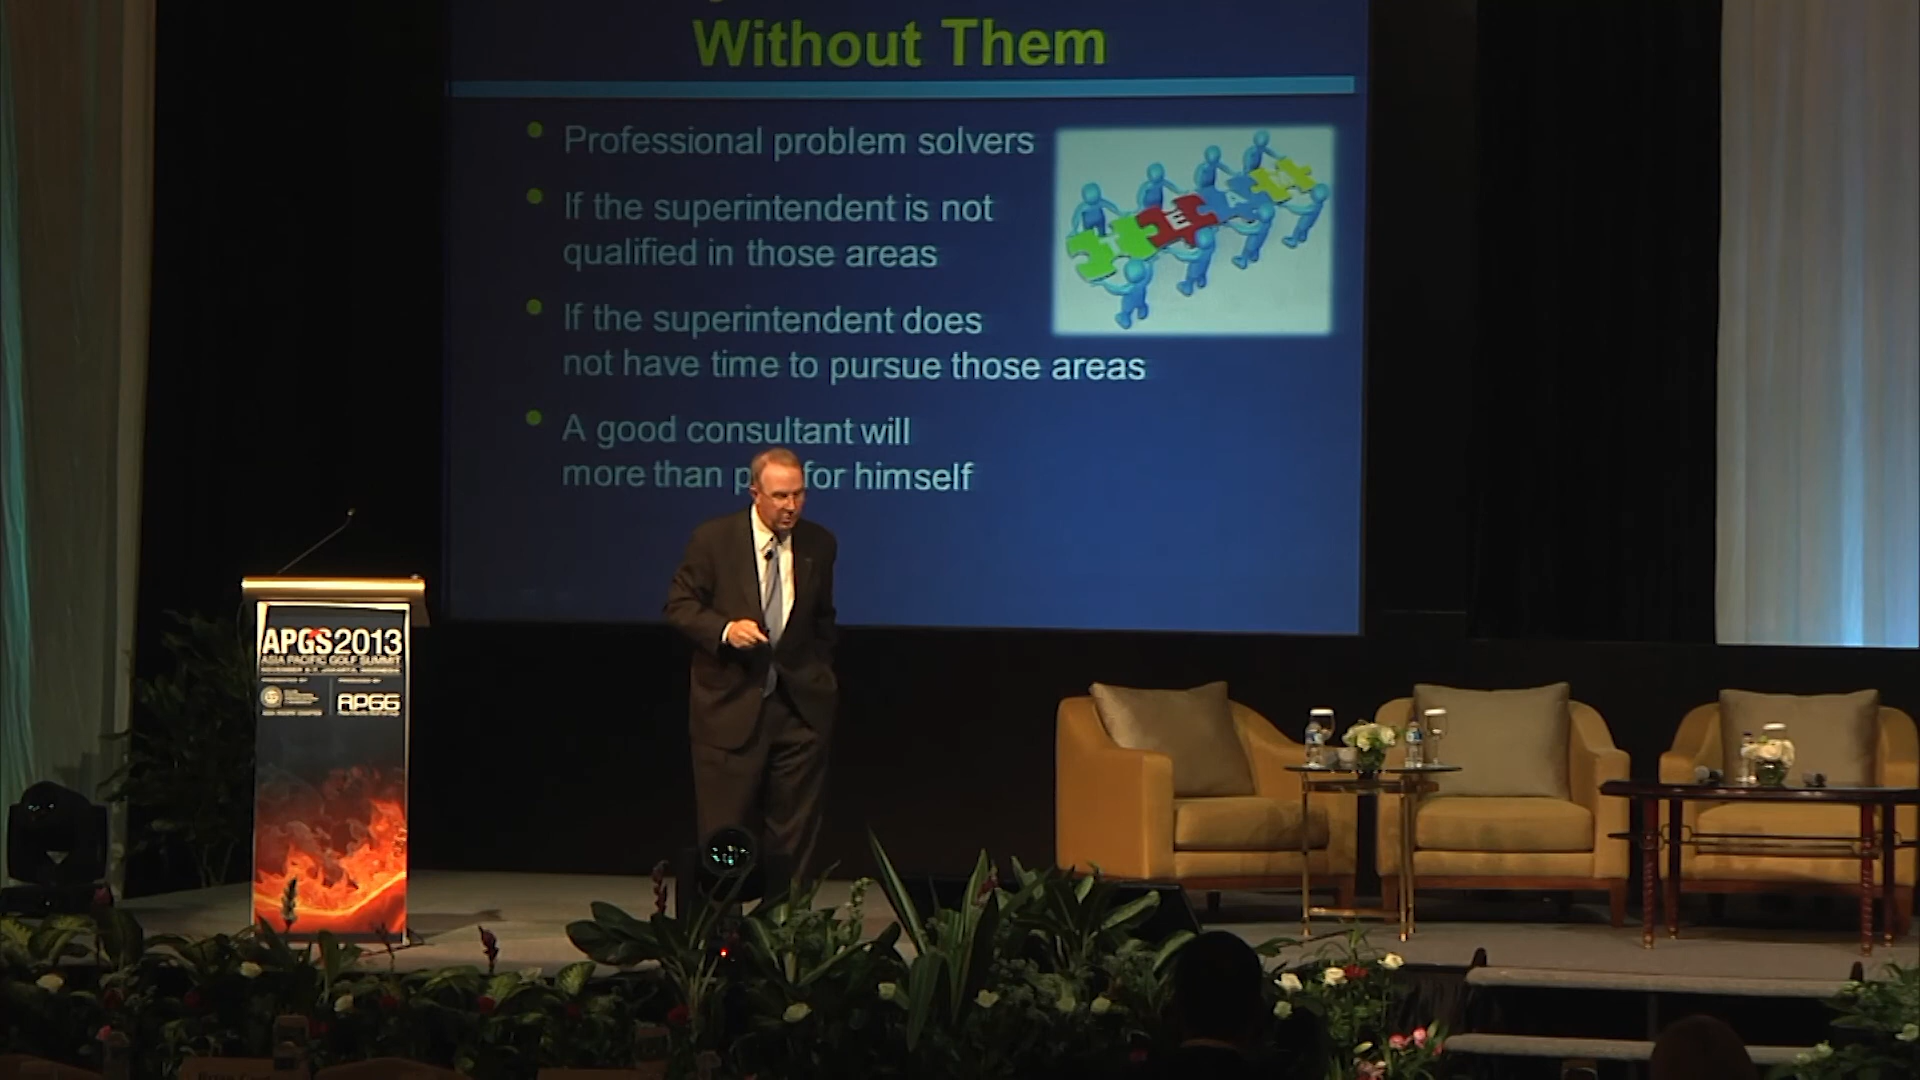 Without Them
Professional problem solvers
If the superintendent is not
qualified in those areas
If the superintendent does
not have time to pursue those areas
A good consultant will
more than for himself
T E A M
APGS2013
ASIA PACIFIC GOLF SUMMIT
APGG